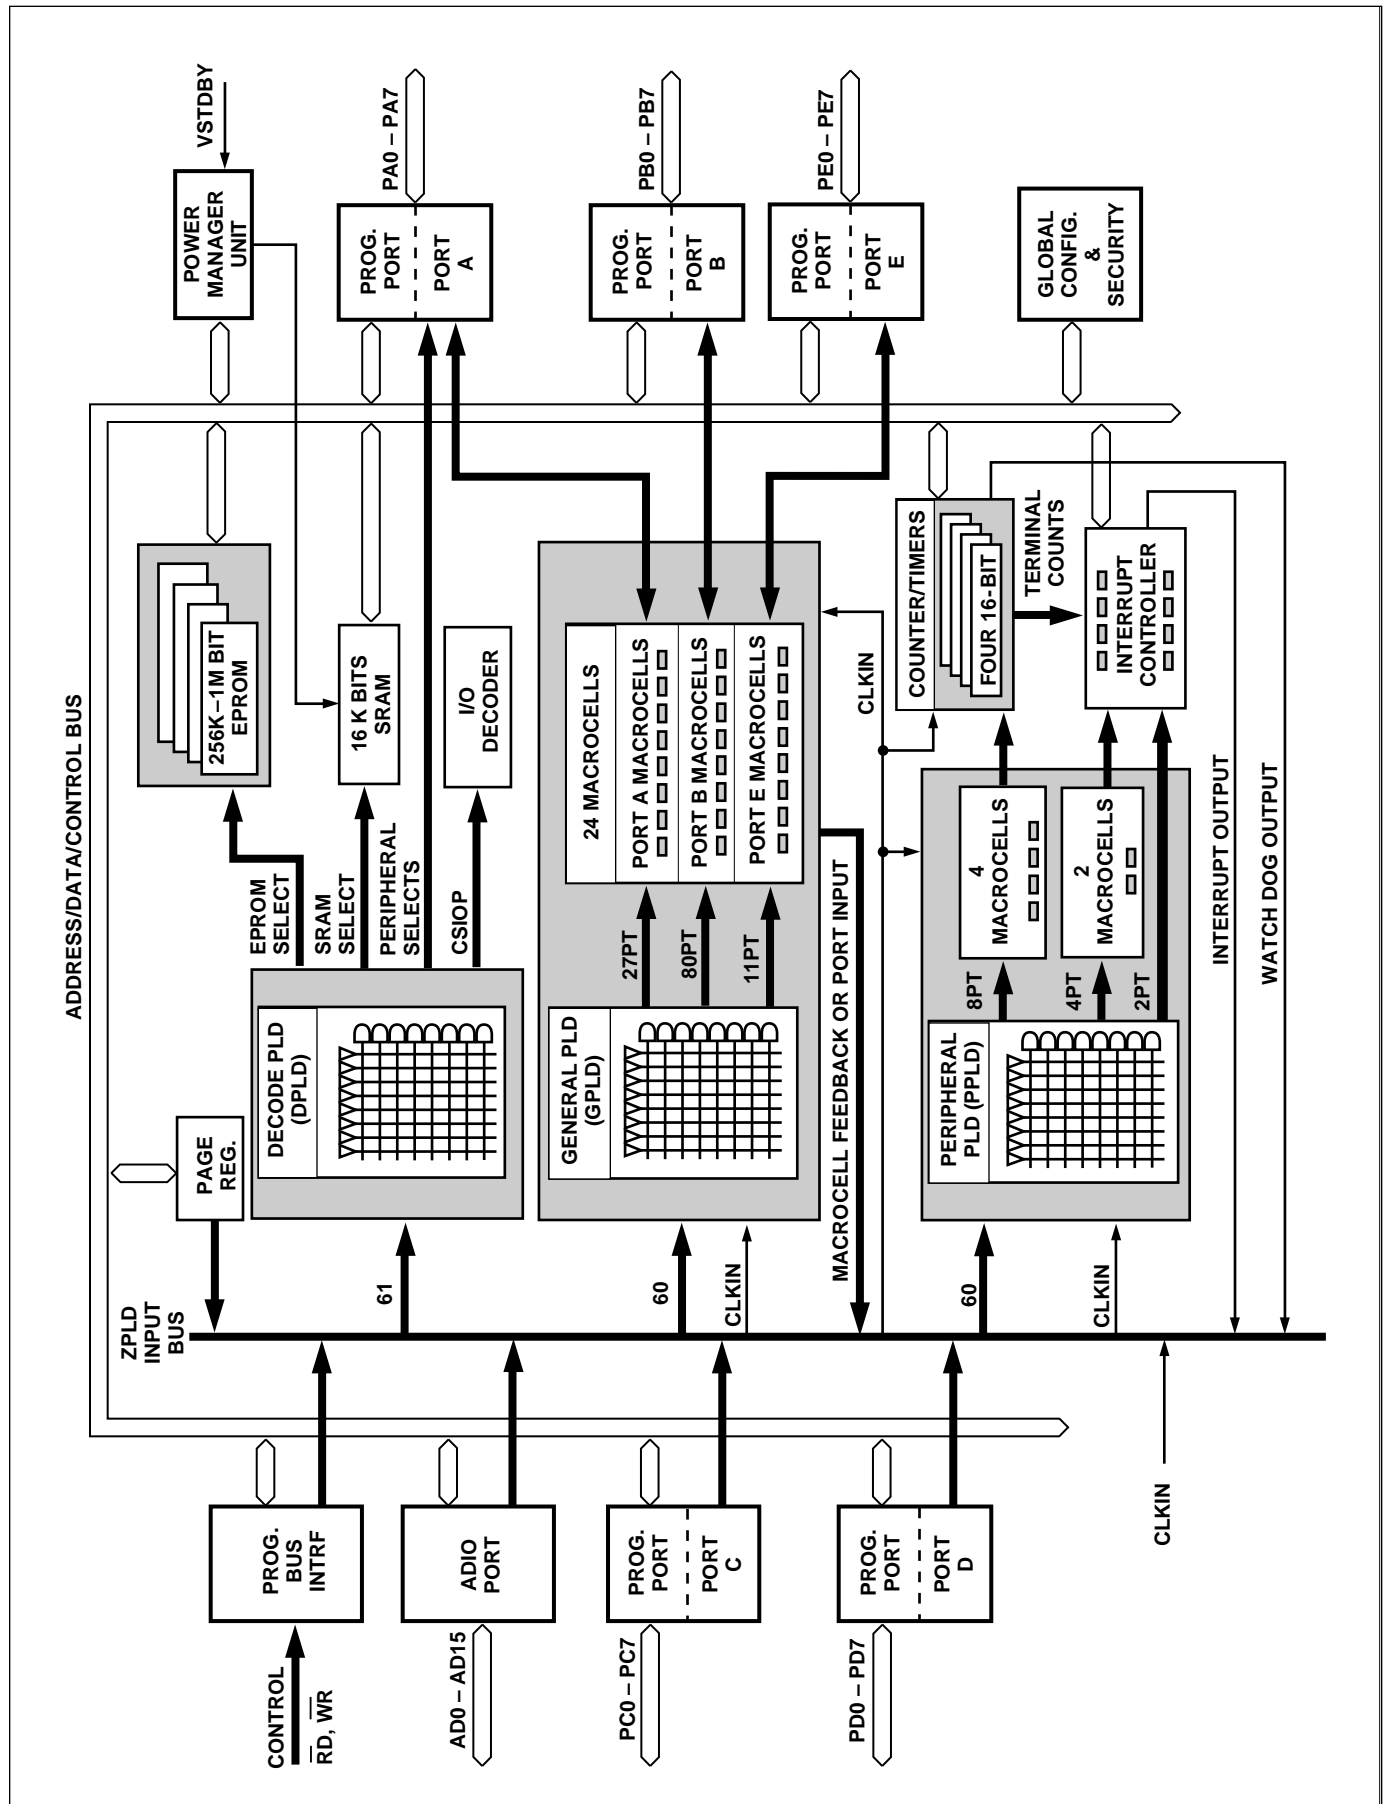 ADDRESS/DATA/CONTROL BUS
CONTROL
RD, WR
PROG.
BUS
INTRF
AD0 – AD15
ADIO
PORT
PC0 – PC7
PROG.
PORT
PORT
C
PD0 – PD7
PROG.
PORT
PORT
D
CLKIN
ZPLD
INPUT
BUS
PAGE
REG.
61
60
CLKIN
60
CLKIN
DECODE PLD
(DPLD)
GENERAL PLD
(GPLD)
PERIPHERAL
PLD (PPLD)
EPROM
SELECT
SRAM
SELECT
PERIPHERAL
SELECTS
CSIOP
27PT
80PT
11PT
MACROCELL FEEDBACK OR PORT INPUT
8PT
4PT
2PT
256K–1M BIT
EPROM
16 K BITS
SRAM
I/O
DECODER
24 MACROCELLS
PORT A MACROCELLS
PORT B MACROCELLS
PORT E MACROCELLS
CLKIN
4
MACROCELLS
2
MACROCELLS
COUNTER/TIMERS
FOUR 16-BIT
TERMINAL
COUNTS
INTERRUPT
CONTROLLER
INTERRUPT OUTPUT
WATCH DOG OUTPUT
POWER
MANAGER
UNIT
VSTDBY
PROG.
PORT
PORT
A
PA0 – PA7
PROG.
PORT
PORT
B
PB0 – PB7
PROG.
PORT
PORT
E
PE0 – PE7
GLOBAL
CONFIG.
&
SECURITY